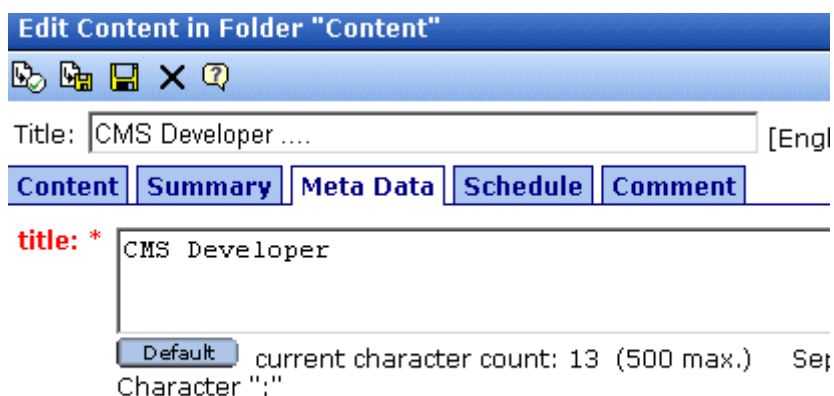 Edit Content in Folder "Content"
Title: CMS Developer ....
Content Summary Meta Data Schedule Comment
title: * CMS Developer
Default current character count: 13 (500 max.)
Character ";"